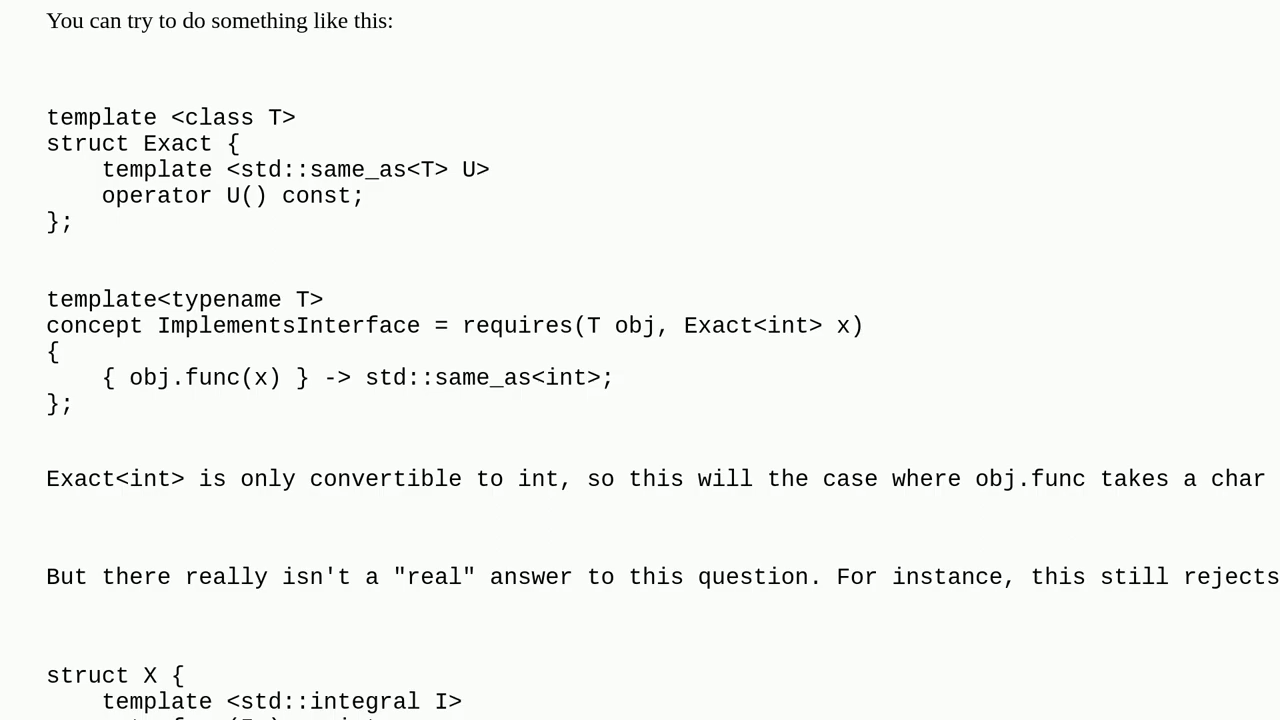 You can try to do something like this:
template <class T>
struct Exact {
    template <std::same_as<T> U>
    operator U() const;
};
template<typename T>
concept ImplementsInterface = requires(T obj, Exact<int> x)
{
    { obj.func(x) } -> std::same_as<int>;
};
Exact<int> is only convertible to int, so this will the case where obj.func takes a char
But there really isn't a "real" answer to this question. For instance, this still rejects
struct X {
    template <std::integral I>